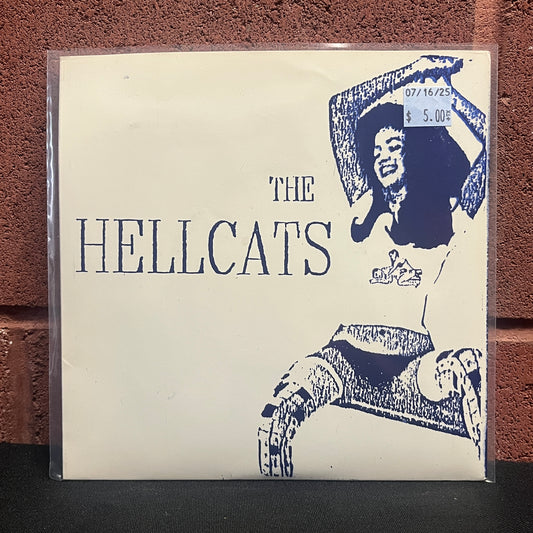 07/16/25
$ 5.00
THE
HELLCATS